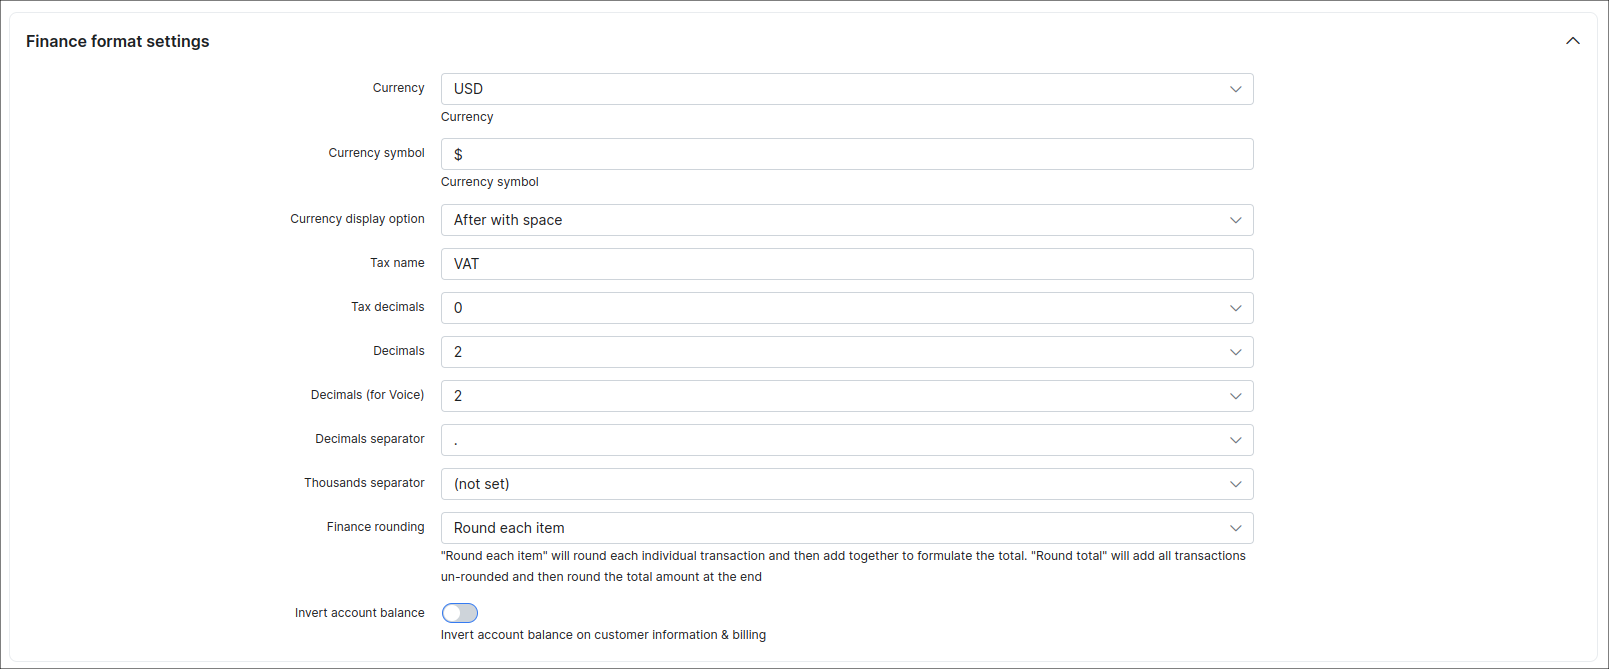 Finance format settings
Currency
USD
Currency
Currency symbol
$
Currency symbol
Currency display option
After with space
Tax name
VAT
Tax decimals
0
Decimals
2
Decimals (for Voice)
2
Decimals separator
.
Thousands separator
(not set)
Finance rounding
Round each item
"Round each item" will round each individual transaction and then add together to formulate the total. "Round total" will add all transactions
un-rounded and then round the total amount at the end
Invert account balance
Invert account balance on customer information & billing